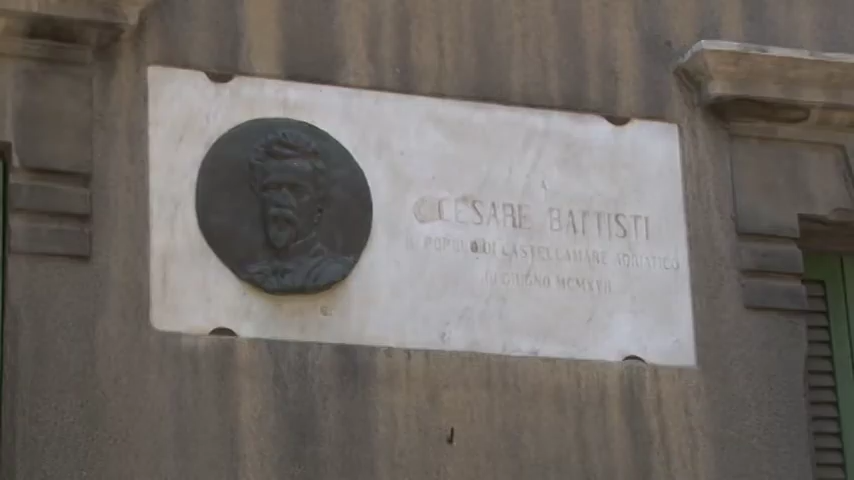 A CESARE BATTISTI
IL POPOLO DI CASTELLAMARE ADRIATICO
GIUGNO MCMXVII